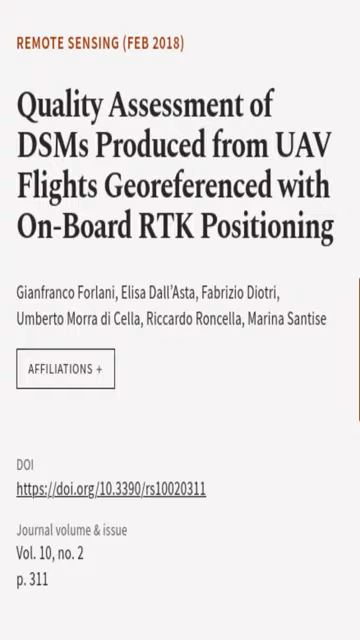 REMOTE SENSING (FEB 2018)
Quality Assessment of
DSMs Produced from UAV
Flights Georeferenced with
On-Board RTK Positioning
Gianfranco Forlani, Elisa Dall’Asta, Fabrizio Diotri,
Umberto Morra di Cella, Riccardo Roncella, Marina Santise
AFFILIATIONS +
DOI
https://doi.org/10.3390/rs10020311
Journal volume & issue
Vol. 10, no. 2
p. 311